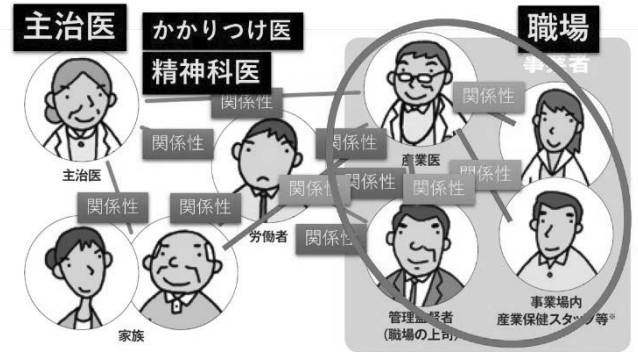 主治医
かかりつけ医
精神科医
職場
事業者
関係性
関係性
関係性
関係性
産業医
関係性
主治医
関係性
関係性
関係性
関係性
関係性
関係性
労働者
関係性
家族
管理監督者
（職場の上司）
事業場内
産業保健スタッフ等※